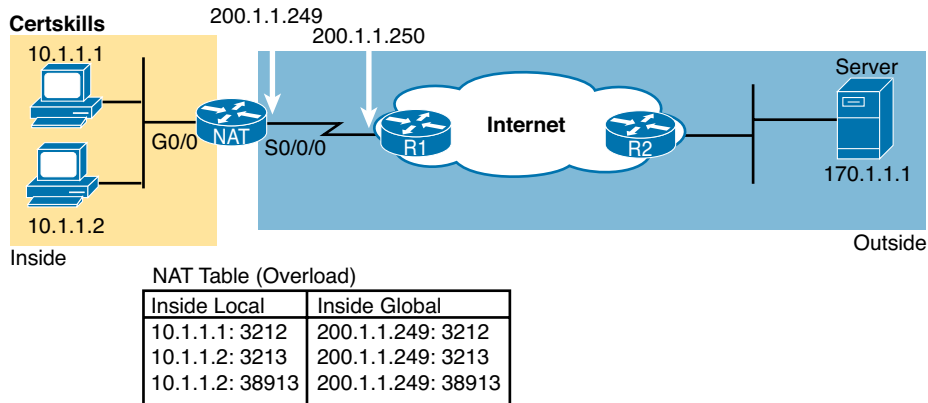 200.1.1.249
Certskills
200.1.1.250
10.1.1.1
Server
Internet
G0/0
NAT
S0/0/0
R1
R2
170.1.1.1
10.1.1.2
Outside
Inside
NAT Table (Overload)
Inside Local Inside Global
10.1.1.1: 3212 200.1.1.249: 3212
10.1.1.2: 3213 200.1.1.249: 3213
10.1.1.2: 38913 200.1.1.249: 38913